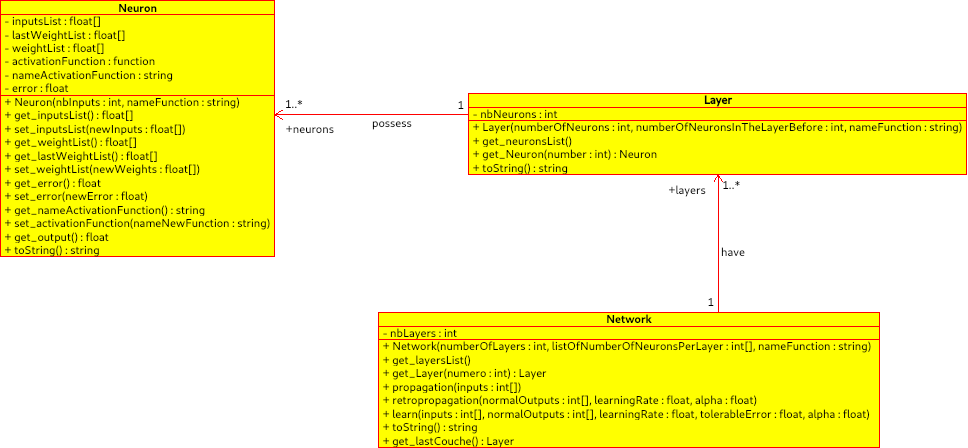 Neuron
- inputsList : float[]
- lastWeightList : float[]
- weightList : float[]
- activationFunction : function
- nameActivationFunction : string
- error : float
+ Neuron(nbInputs : int, nameFunction : string)
+ get_inputsList() : float[]
+ set_inputsList(newInputs : float[])
+ get_weightList() : float[]
+ get_lastWeightList() : float[]
+ set_weightList(newWeights : float[])
+ get_error() : float
+ set_error(newError : float)
+ get_nameActivationFunction() : string
+ set_activationFunction(nameNewFunction : string)
+ get_output() : float
+ toString() : string
1..*
+neurons
possess
1
Layer
- nbNeurons : int
+ Layer(numberOfNeurons : int, numberOfNeuronsInTheLayerBefore : int, nameFunction : string)
+ get_neuronsList()
+ get_Neuron(number : int) : Neuron
+ toString() : string
+layers
1..*
have
1
Network
- nbLayers : int
+ Network(numberOfLayers : int, listOfNumberOfNeuronsPerLayer : int[], nameFunction : string)
+ get_layersList()
+ get_Layer(numero : int) : Layer
+ propagation(inputs : int[])
+ retropropagation(normalOutputs : int[], learningRate : float, alpha : float)
+ learn(inputs : int[], normalOutputs : int[], learningRate : float, tolerableError : float, alpha : float)
+ toString() : string
+ get_lastCouche() : Layer